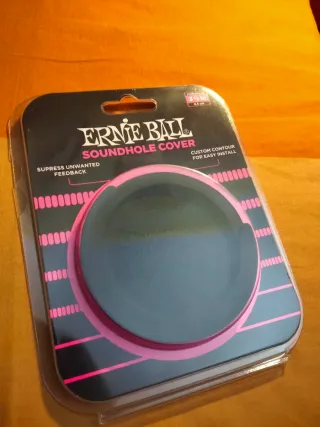 ERNIE BALL
SOUNDHOLE COVER
SUPRESS UNWANTED
FEEDBACK
CUSTOM CONTOUR
FOR EASY INSTALL